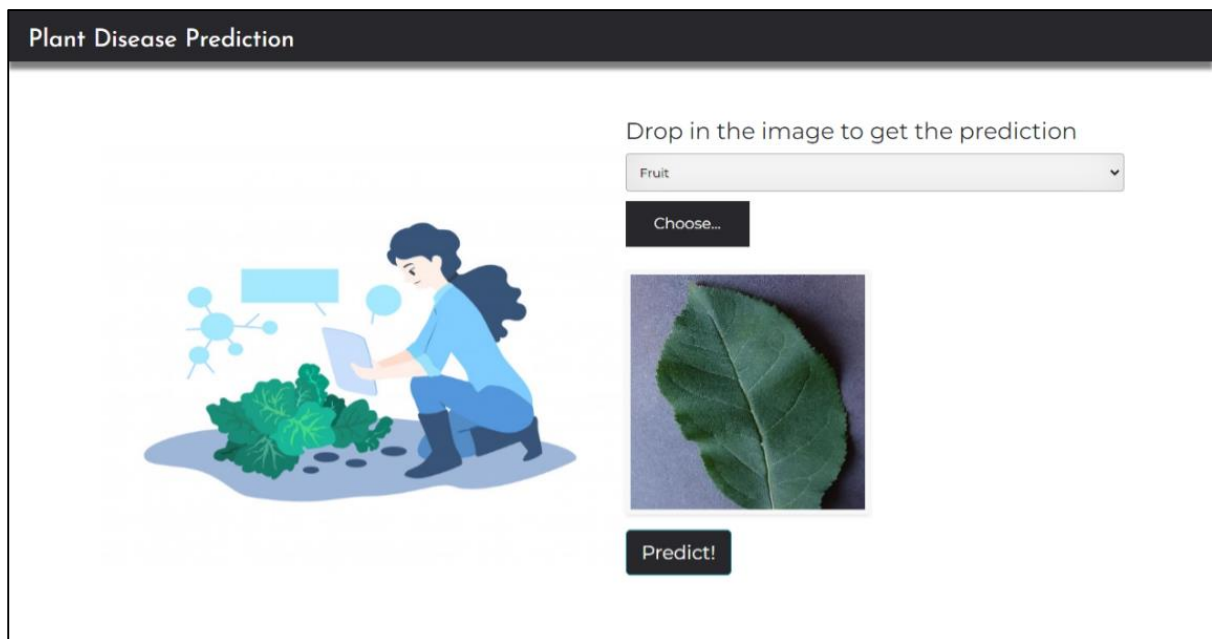 Plant Disease Prediction
Drop in the image to get the prediction
Fruit
Choose...
Predict!